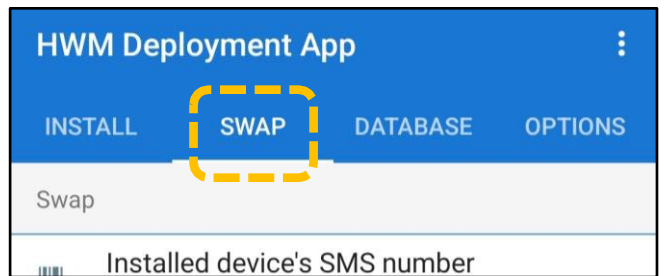 HWM Deployment App
INSTALL SWAP DATABASE OPTIONS
Swap
Installed device's SMS number